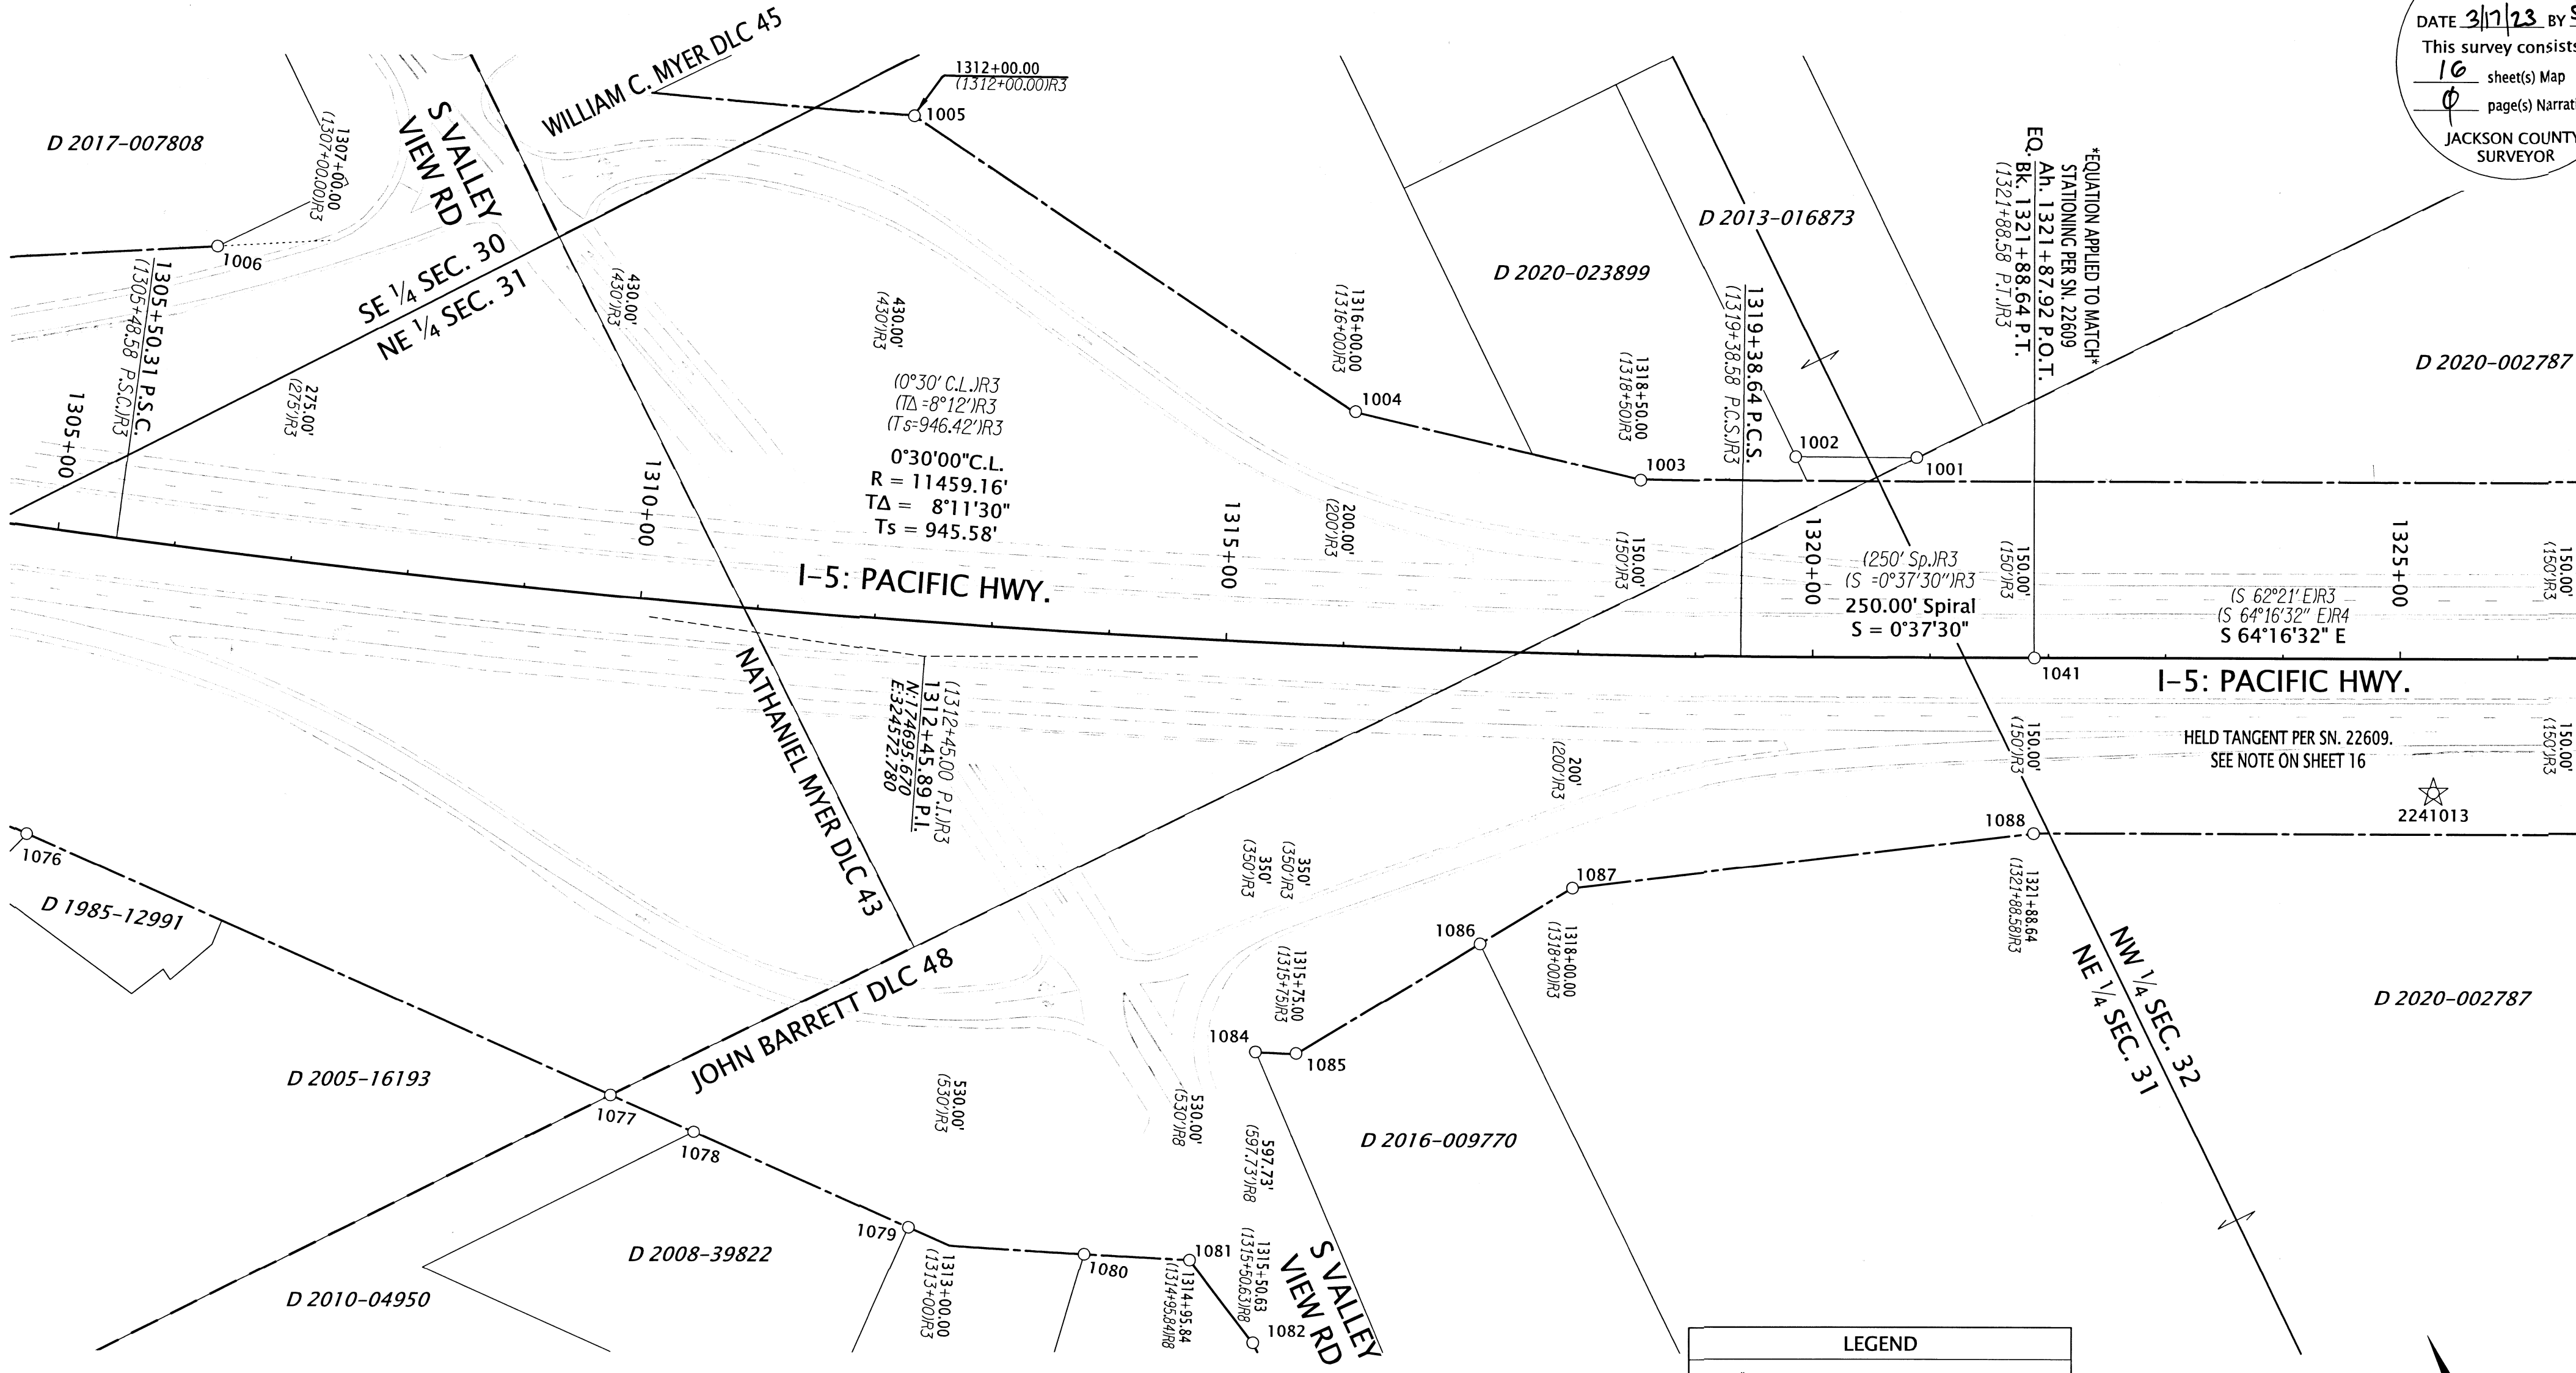 DATE 3/17/23 BY
This survey consists
16 sheet(s) Map
0 page(s)
JACKSON COUNTY
SURVEYOR
D 2017-007808
1307+00.00
(1307+00.00)R3
S VALLEY
VIEW RD
WILLIAM C. MYER DLC 45
1312+00.00
(1312+00.00)R3
1005
1006
1305+50.31 P.S.C.
(1305+48.58 P.S.C.)R3
SE 1/4 SEC. 30
NE 1/4 SEC. 31
430.00'
(430')R3
430.00'
(430')R3
275.00'
(275')R3
1305+00
1310+00
(0°30' C.L.)R3
(TΔ =8°12')R3
(Ts=946.42')R3
0°30'00"C.L.
R = 11459.16'
TΔ = 8°11'30"
Ts = 945.58'
I-5: PACIFIC HWY.
1315+00
1316+00.00
(1316+00)R3
1004
200.00'
(200')R3
D 2020-023899
D 2013-016873
1318+50.00
(1318+50)R3
1003
150.00'
(150')R3
1319+38.64 P.C.S.
(1319+38.58 P.C.S.)R3
1002
1001
*EQUATION APPLIED TO MATCH*
STATIONING PER SN. 22609
EQ. Ah. 1321+87.92 P.O.T.
Bk. 1321+88.64 P.T.
(1321+88.58 P.T.)R3
D 2020-002787
1320+00
(250' Sp.)R3
(S =0°37'30")R3
250.00' Spiral
S = 0°37'30"
150.00'
(150')R3
1325+00
(S 62°21' E)R3
(S 64°16'32" E)R4
S 64°16'32" E
150.00'
(150')R3
1041
I-5: PACIFIC HWY.
150.00'
(150')R3
HELD TANGENT PER SN. 22609.
SEE NOTE ON SHEET 16
150.00'
(150')R3
2241013
NATHANIEL MYER DLC 43
(1312+45.00 P.I.)R3
1312+45.89 P.I.
N:174695.670
E:324572.780
200'
(200')R3
1076
D 1985-12991
350'
(350')R3
350'
(350')R3
1087
1088
1321+88.64
(1321+88.58)R3
1086
1318+00.00
(1318+00)R3
1315+75.00
(1315+75)R3
1084
1085
JOHN BARRETT DLC 48
NW 1/4 SEC. 32
NE 1/4 SEC. 31
D 2020-002787
D 2005-16193
1077
1078
530.00'
(530')R3
530.00'
(530')R8
597.73'
(597.73')R8
D 2016-009770
1079
1313+00.00
(1313+00)R3
1080
1081
1314+95.84
(1314+95.84)R8
1315+50.63
(1315+50.63)R8
1082
S VALLEY
VIEW RD
D 2008-39822
D 2010-04950
LEGEND